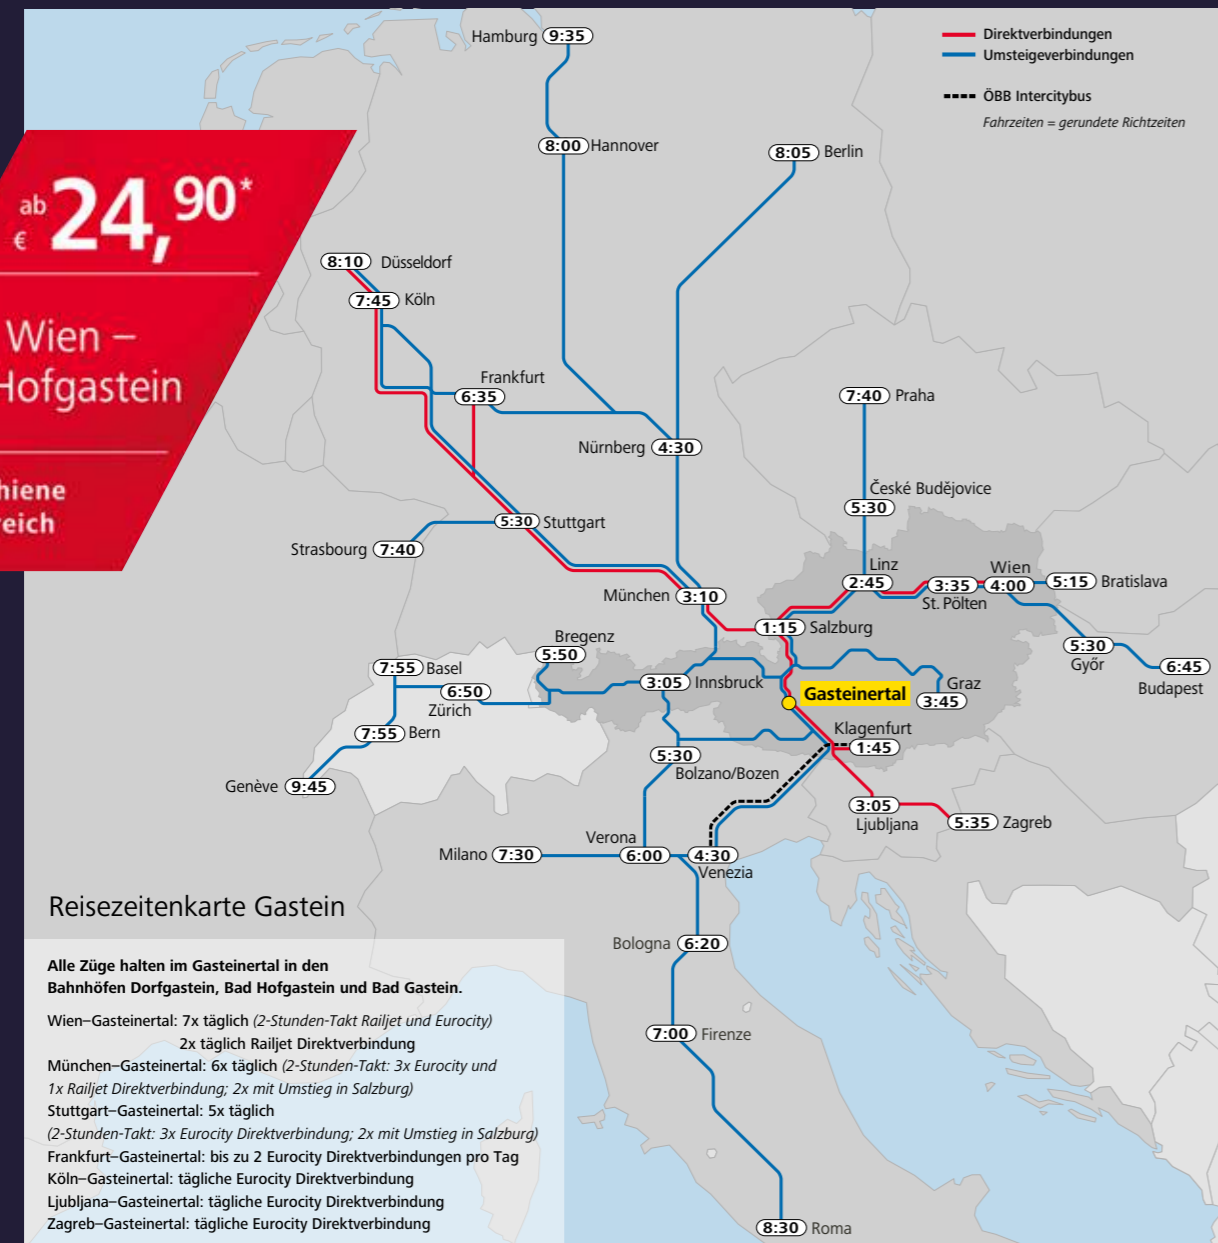 Hamburg 9:35
Direktverbindungen
Umsteigeverbindungen
ÖBB Intercitybus
Fahrzeiten = gerundete Richtzeiten
8:00 Hannover
8:05 Berlin
ab
€ 24,90*
Wien –
Hofgastein
hiene
reich
8:10 Düsseldorf
7:45 Köln
Frankfurt
6:35
7:40 Praha
Nürnberg 4:30
České Budějovice
5:30
5:30 Stuttgart
Strasbourg 7:40
Linz
2:45
3:35
St. Pölten
Wien
4:00
5:15 Bratislava
München 3:10
1:15 Salzburg
5:30
Győr
6:45
Budapest
Bregenz
5:50
7:55 Basel
6:50
Zürich
3:05 Innsbruck
Gasteinertal
Graz
3:45
7:55 Bern
Klagenfurt
1:45
5:30
Bolzano/Bozen
Genève 9:45
3:05
Ljubljana
5:35 Zagreb
Verona
6:00
Milano 7:30
4:30
Venezia
Reisezeitenkarte Gastein
Bologna 6:20
7:00 Firenze
8:30 Roma
Alle Züge halten im Gasteinertal in den
Bahnhöfen Dorfgastein, Bad Hofgastein und Bad Gastein.
Wien–Gasteinertal: 7x täglich (2-Stunden-Takt Railjet und Eurocity)
2x täglich Railjet Direktverbindung
München–Gasteinertal: 6x täglich (2-Stunden-Takt: 3x Eurocity und
1x Railjet Direktverbindung; 2x mit Umstieg in Salzburg)
Stuttgart–Gasteinertal: 5x täglich
(2-Stunden-Takt: 3x Eurocity Direktverbindung; 2x mit Umstieg in Salzburg)
Frankfurt–Gasteinertal: bis zu 2 Eurocity Direktverbindungen pro Tag
Köln–Gasteinertal: tägliche Eurocity Direktverbindung
Ljubljana–Gasteinertal: tägliche Eurocity Direktverbindung
Zagreb–Gasteinertal: tägliche Eurocity Direktverbindung